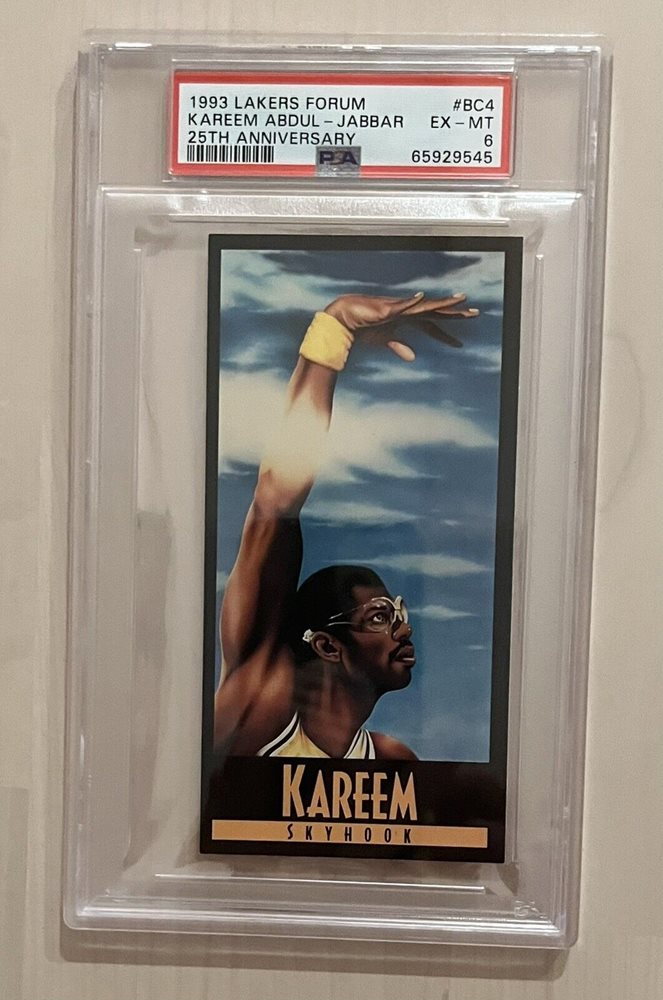 1993 LAKERS FORUM #BC4
KAREEM ABDUL-JABBAR EX-MT
25TH ANNIVERSARY 6
PSA 65929545
KAREEM
SKYHOOK